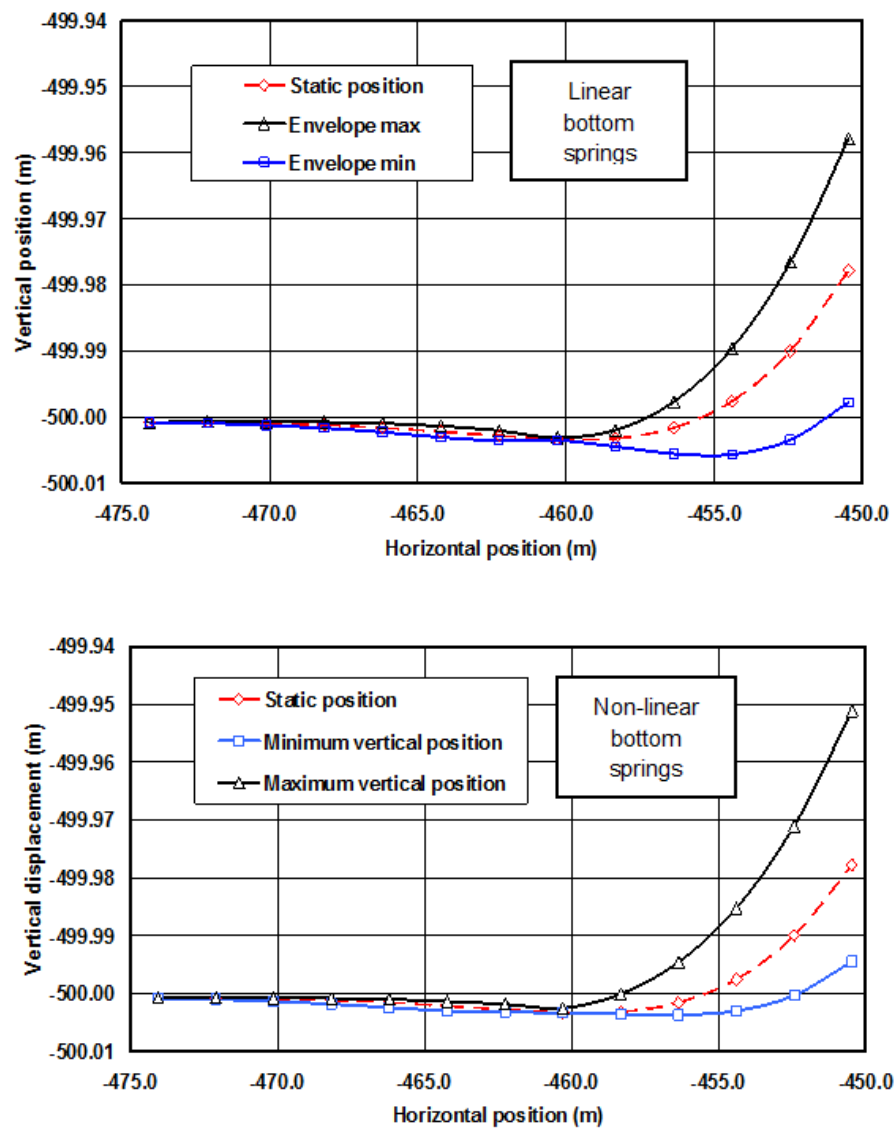 -499.94
-499.95
-499.96
-499.97
-499.98
-499.99
-500.00
-500.01
Vertical position (m)
Static position
Envelope max
Envelope min
Linear
bottom
springs
-475.0 -470.0 -465.0 -460.0 -455.0 -450.0
Horizontal position (m)
-499.94
-499.95
-499.96
-499.97
-499.98
-499.99
-500.00
-500.01
Vertical displacement (m)
Static position
Minimum vertical position
Maximum vertical position
Non-linear
bottom
springs
-475.0 -470.0 -465.0 -460.0 -455.0 -450.0
Horizontal position (m)